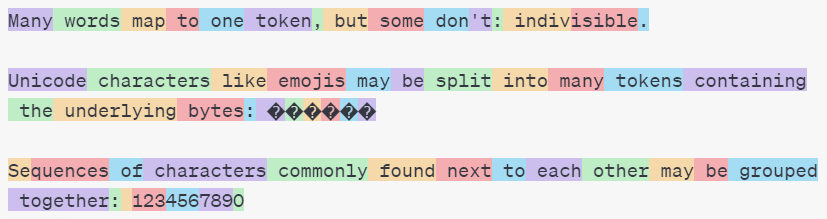 Many words map to one token, but some don't: indivisible.
Unicode characters like emojis may be split into many tokens containing
the underlying bytes: ������
Sequences of characters commonly found next to each other may be grouped
together: 1234567890